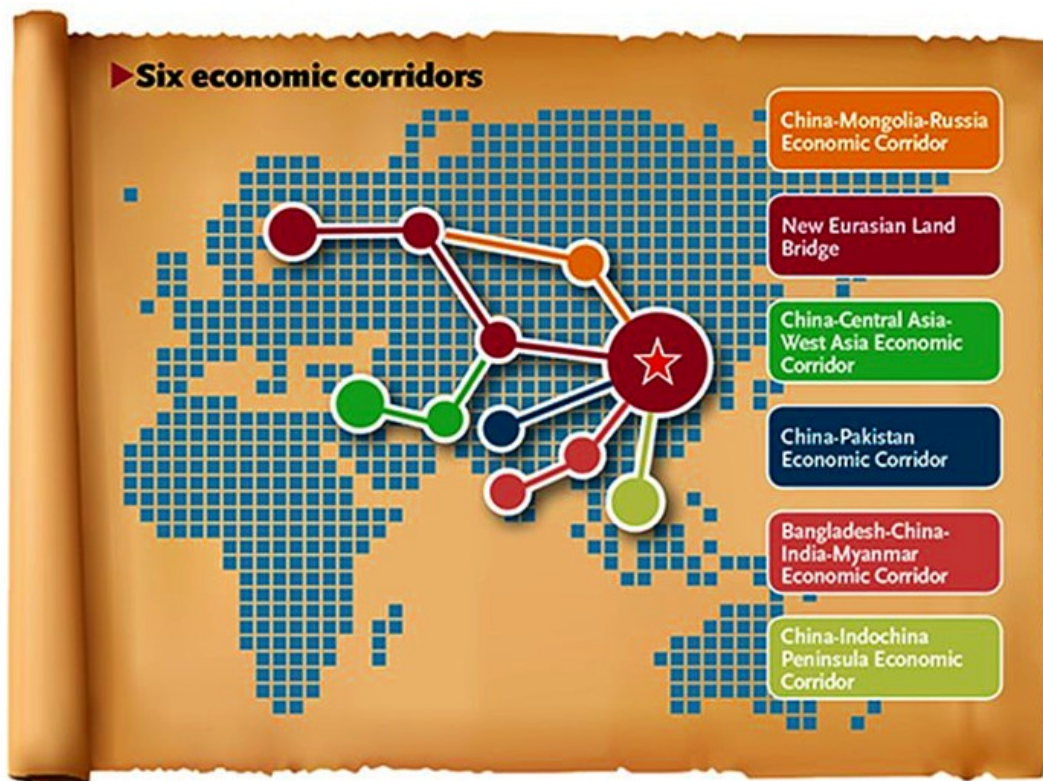 Six economic corridors
China-Mongolia-Russia
Economic Corridor
New Eurasian Land
Bridge
China-Central Asia-
West Asia Economic
Corridor
China-Pakistan
Economic Corridor
Bangladesh-China-
India-Myanmar
Economic Corridor
China-Indochina
Peninsula Economic
Corridor